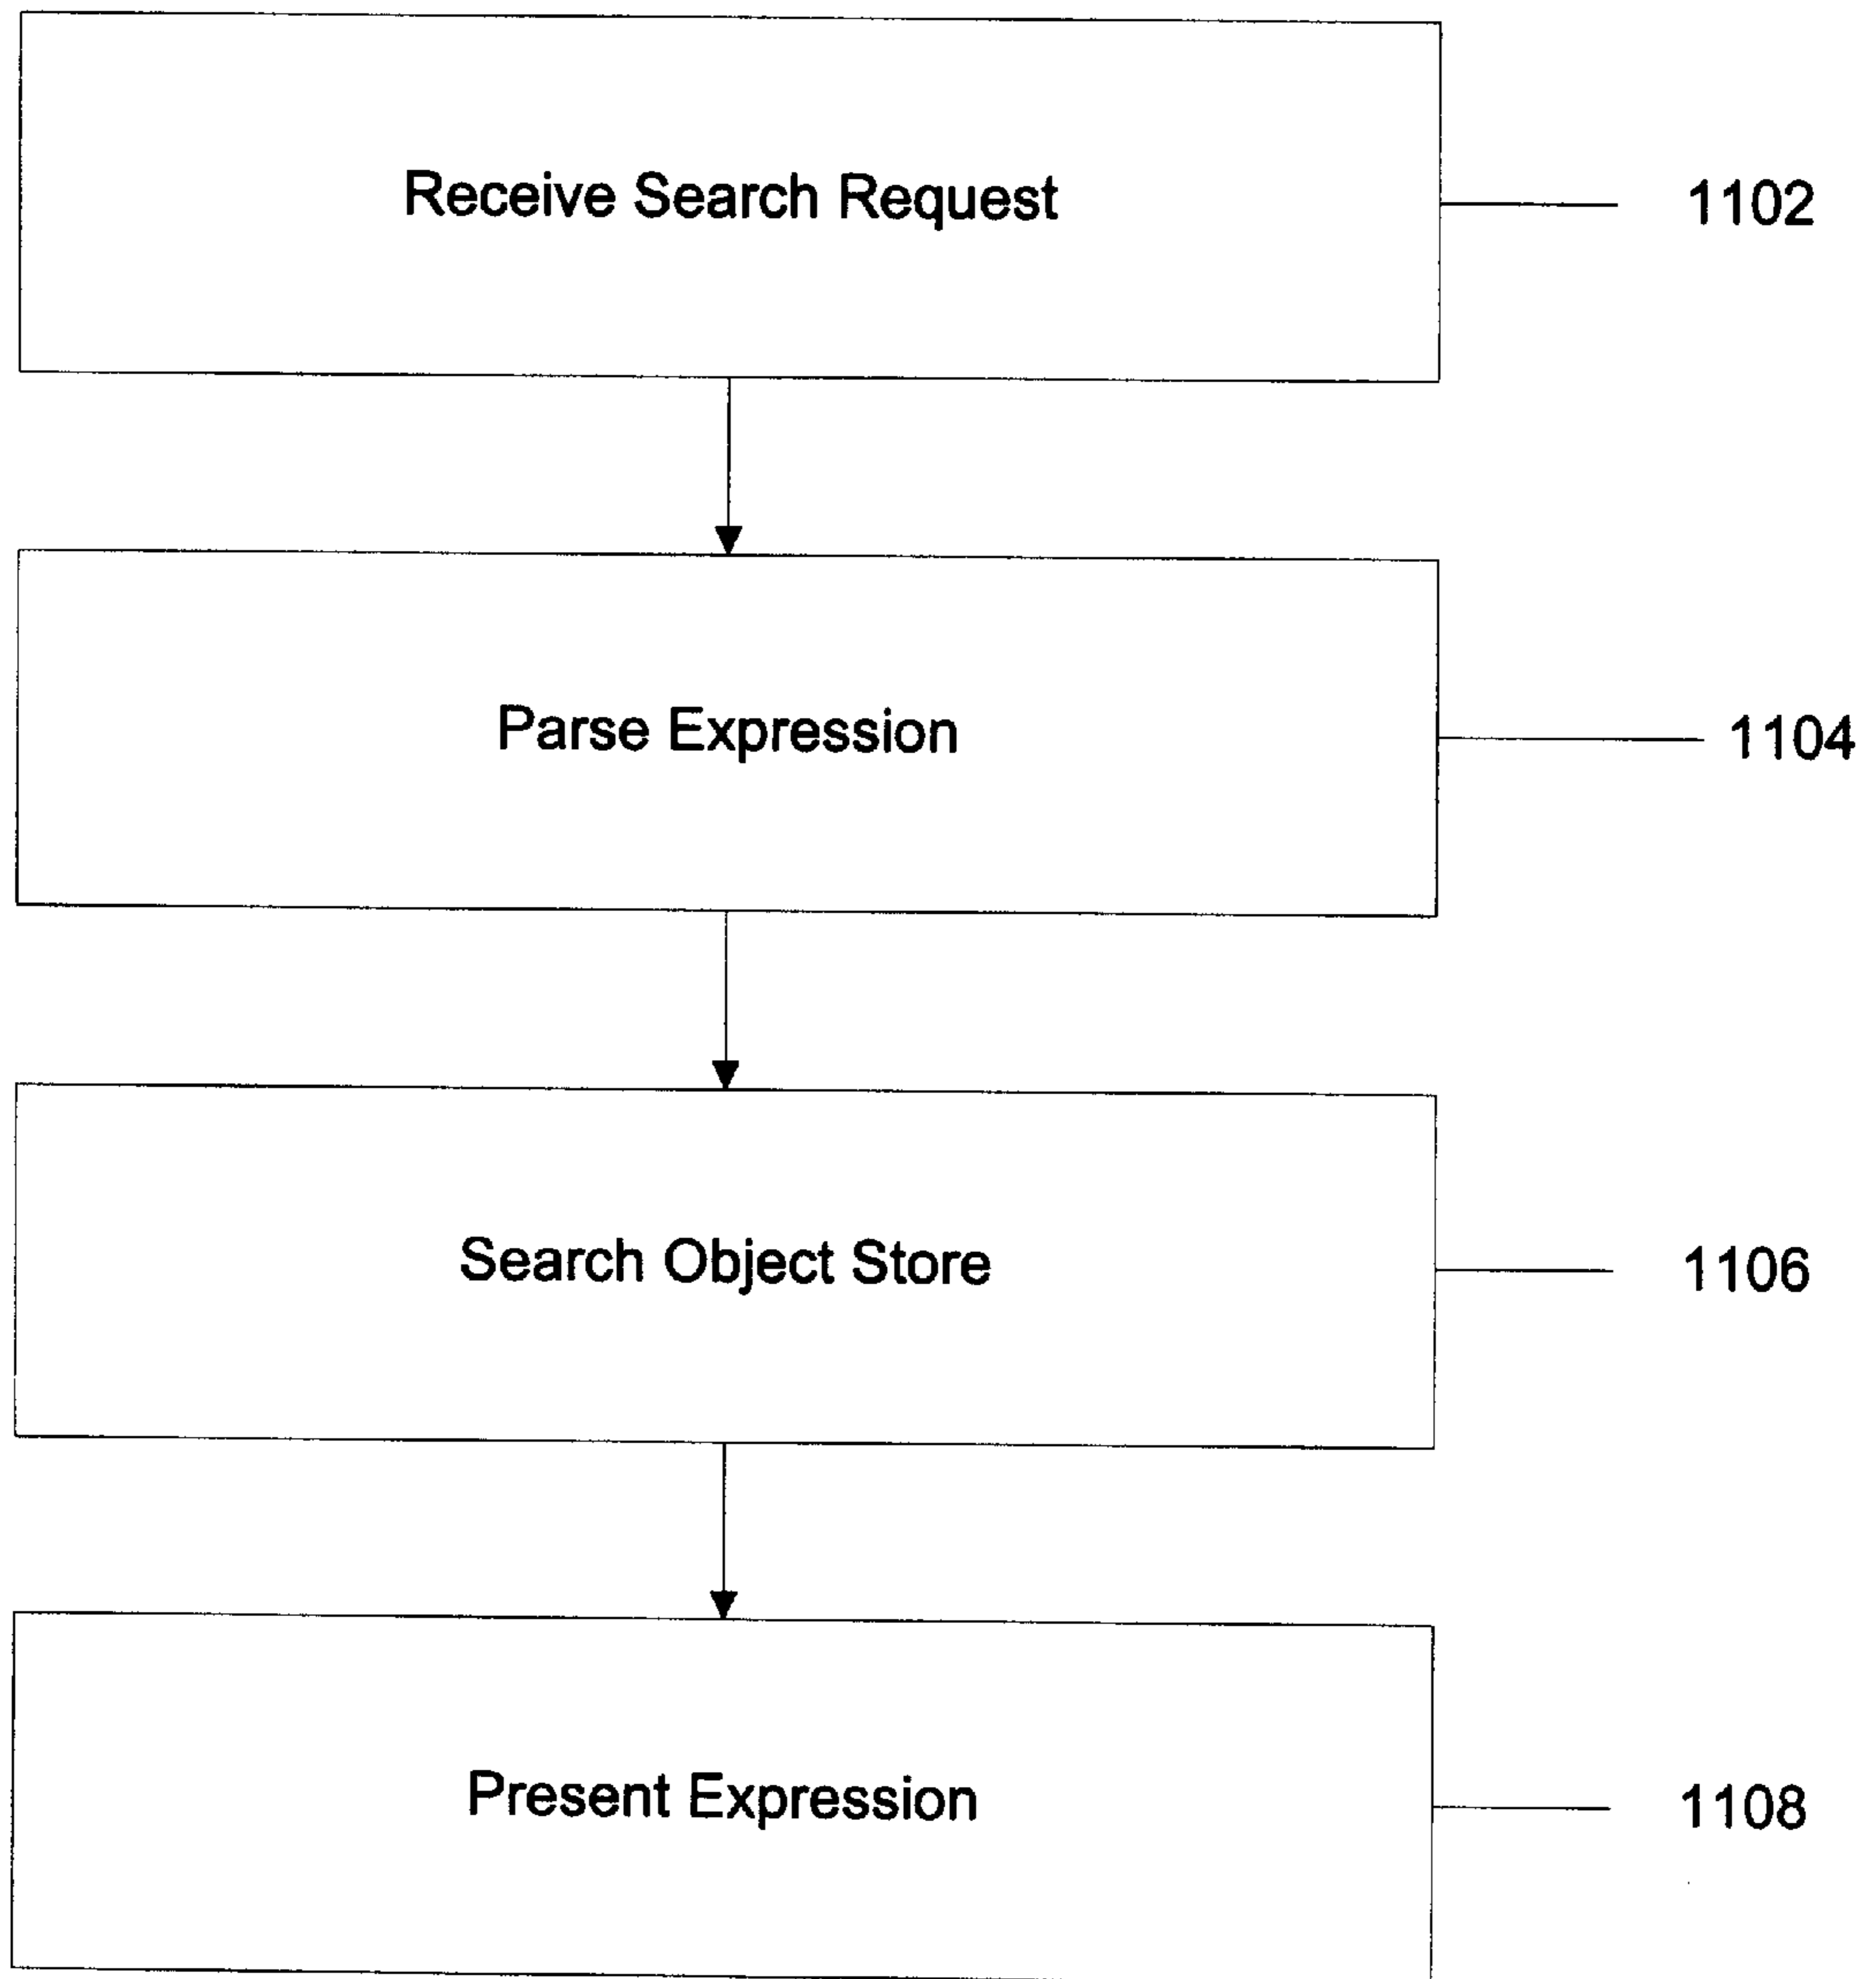 Receive Search Request
1102
Parse Expression
1104
Search Object Store
1106
Present Expression
1108